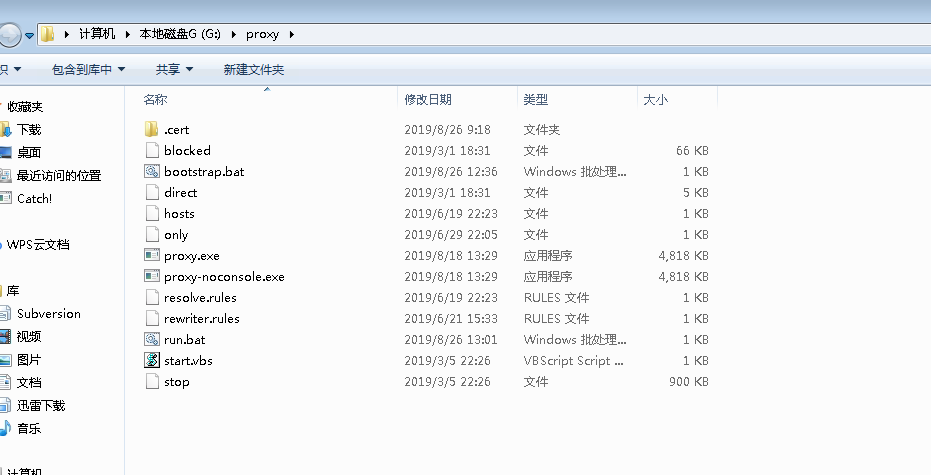 计算机 本地磁盘G (G:) proxy
织 包含到库中 共享 新建文件夹
名称 修改日期 类型 大小
收藏夹
下载
桌面
最近访问的位置
Catch!
WPS云文档
库
Subversion
视频
图片
文档
迅雷下载
音乐
计算机
.cert 2019/8/26 9:18 文件夹
blocked 2019/3/1 18:31 文件 66 KB
bootstrap.bat 2019/8/26 12:36 Windows 批处理... 1 KB
direct 2019/3/1 18:31 文件 5 KB
hosts 2019/6/19 22:23 文件 1 KB
only 2019/6/29 22:05 文件 1 KB
proxy.exe 2019/8/18 13:29 应用程序 4,818 KB
proxy-noconsole.exe 2019/8/18 13:29 应用程序 4,818 KB
resolve.rules 2019/6/19 22:23 RULES 文件 1 KB
rewriter.rules 2019/6/21 15:33 RULES 文件 1 KB
run.bat 2019/8/26 13:01 Windows 批处理... 1 KB
start.vbs 2019/3/5 22:26 VBScript Script ... 1 KB
stop 2019/3/5 22:26 文件 900 KB